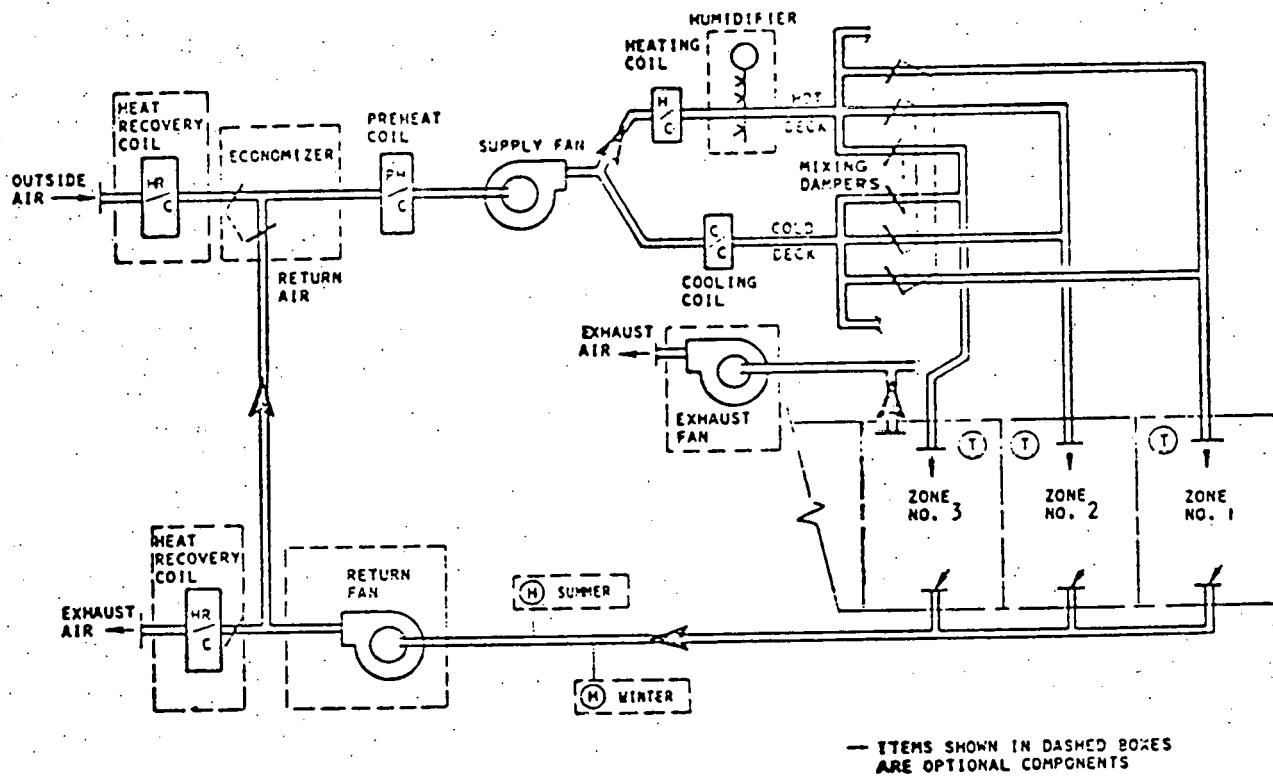 HUMIDIFIER
HEATING
COIL
H
C
HOT
DECK
HEAT
RECOVERY
COIL
HR
C
ECONOMIZER
PREHEAT
COIL
PH
C
SUPPLY FAN
OUTSIDE
AIR
MIXING
DAMPERS
C
C
COLD
DECK
COOLING
COIL
RETURN
AIR
EXHAUST
AIR
EXHAUST
FAN
T
T
T
ZONE
NO. 3
ZONE
NO. 2
ZONE
NO. 1
HEAT
RECOVERY
COIL
HR
C
EXHAUST
AIR
RETURN
FAN
H SUMMER
H WINTER
— ITEMS SHOWN IN DASHED BOXES
ARE OPTIONAL COMPONENTS